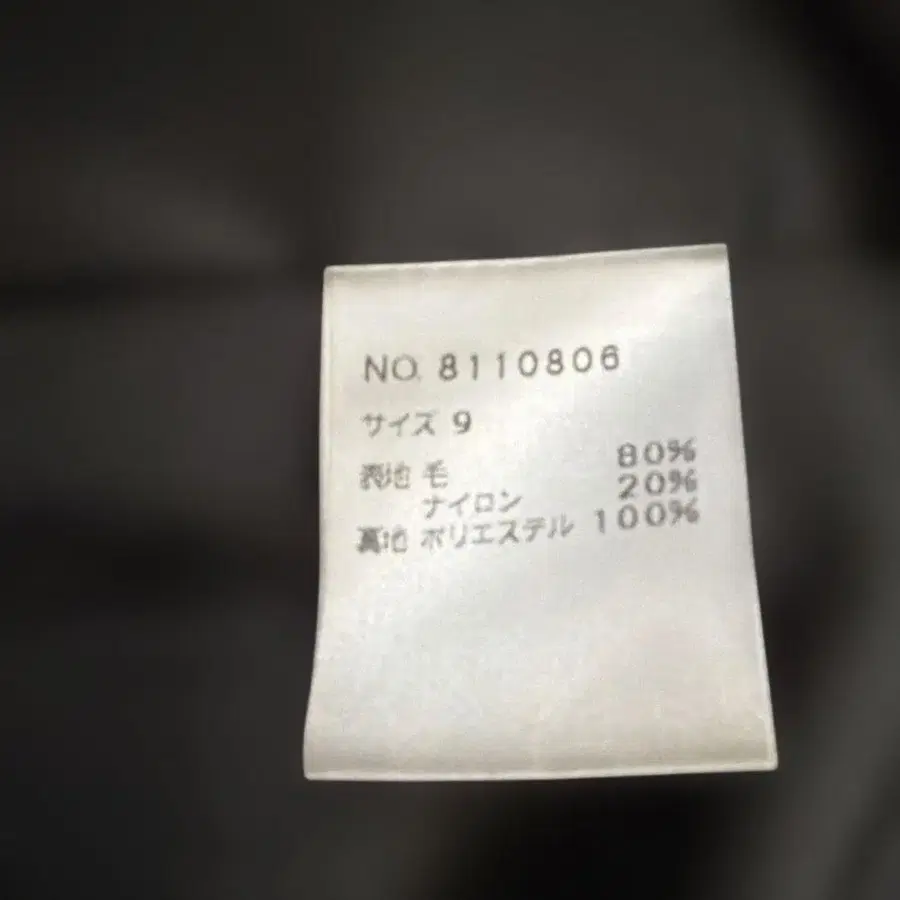 NO. 8110806
サイズ 9
表地 毛 80%
ナイロン 20%
裏地 ポリエステル 100%